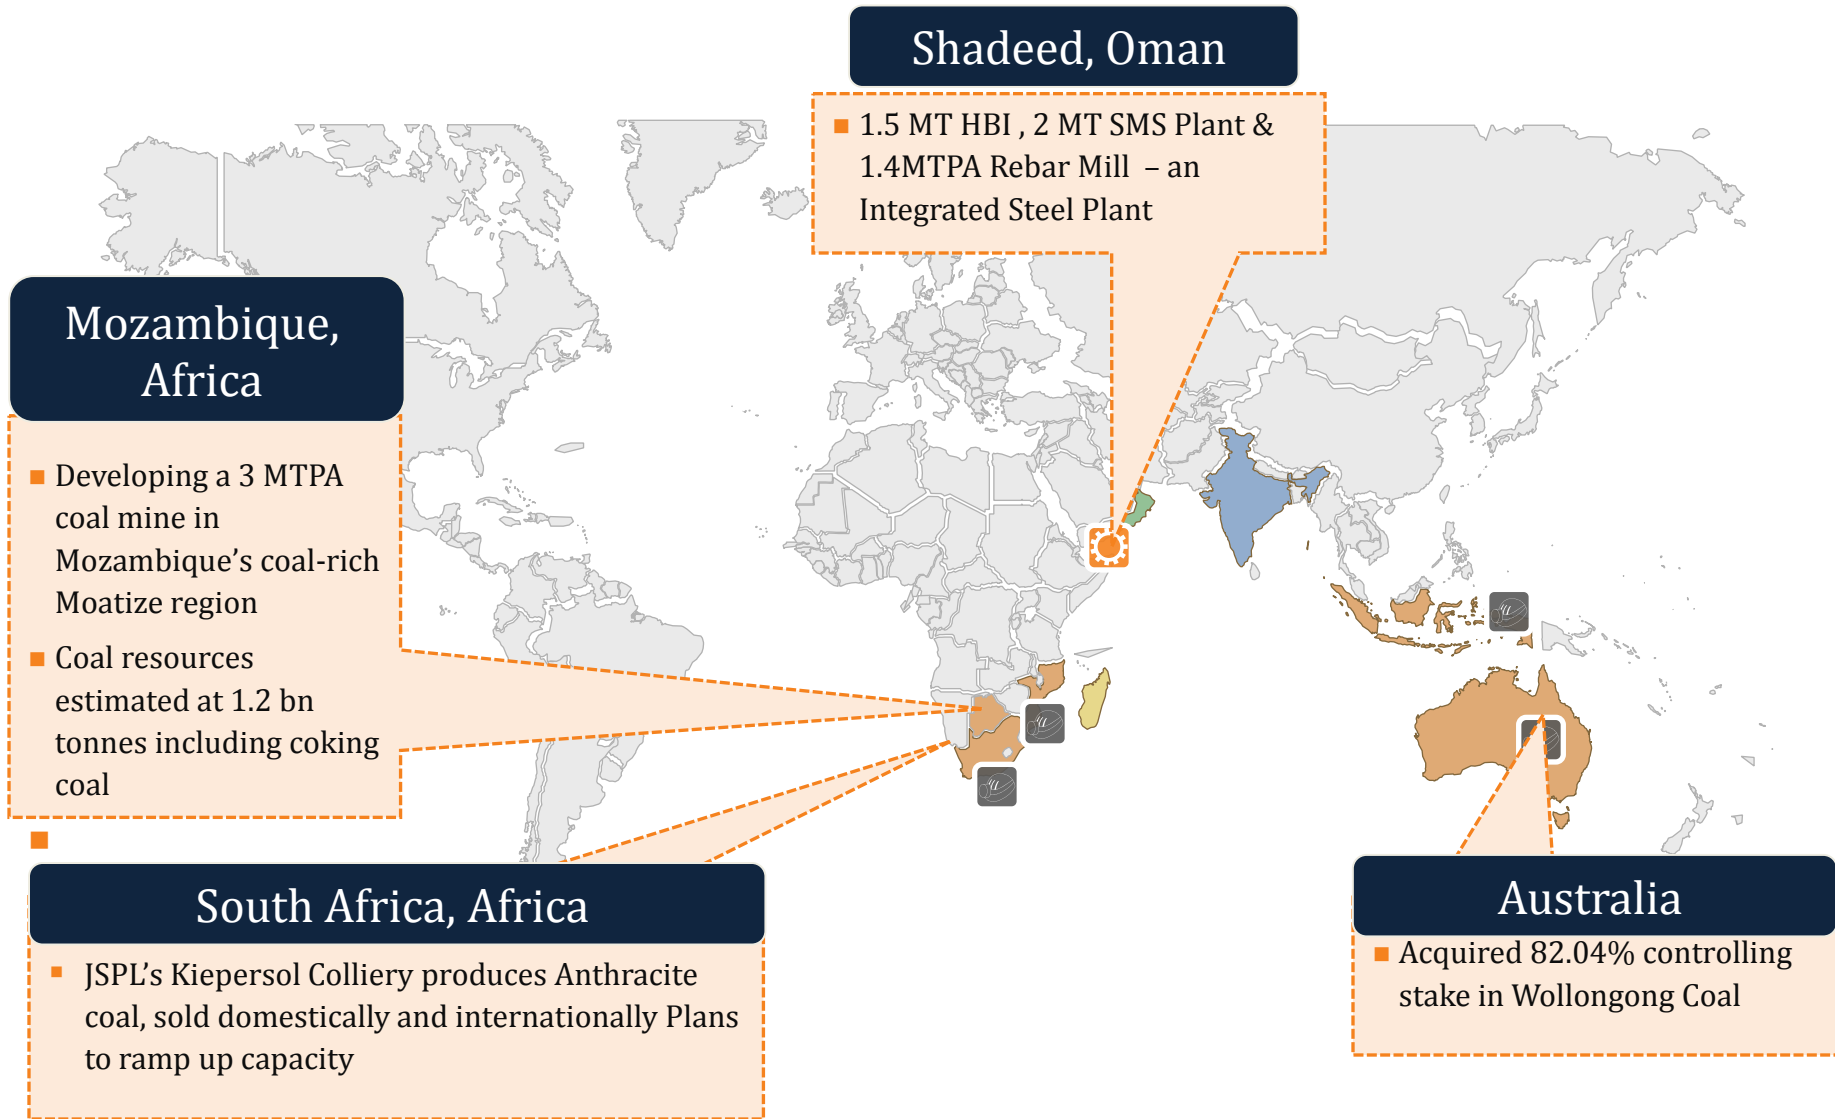 Shadeed, Oman
1.5 MT HBI , 2 MT SMS Plant &
1.4MTPA Rebar Mill – an
Integrated Steel Plant
Mozambique,
Africa
Developing a 3 MTPA
coal mine in
Mozambique’s coal-rich
Moatize region
Coal resources
estimated at 1.2 bn
tonnes including coking
coal
South Africa, Africa
JSPL’s Kiepersol Colliery produces Anthracite
coal, sold domestically and internationally Plans
to ramp up capacity
Australia
Acquired 82.04% controlling
stake in Wollongong Coal